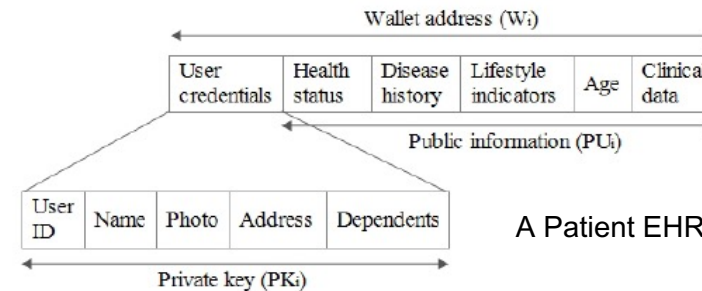 Wallet address (Wi)
User credentials
Health status
Disease history
Lifestyle indicators
Age
Clinical data
Public information (PUi)
User ID
Name
Photo
Address
Dependents
A Patient EHR
Private key (PKi)